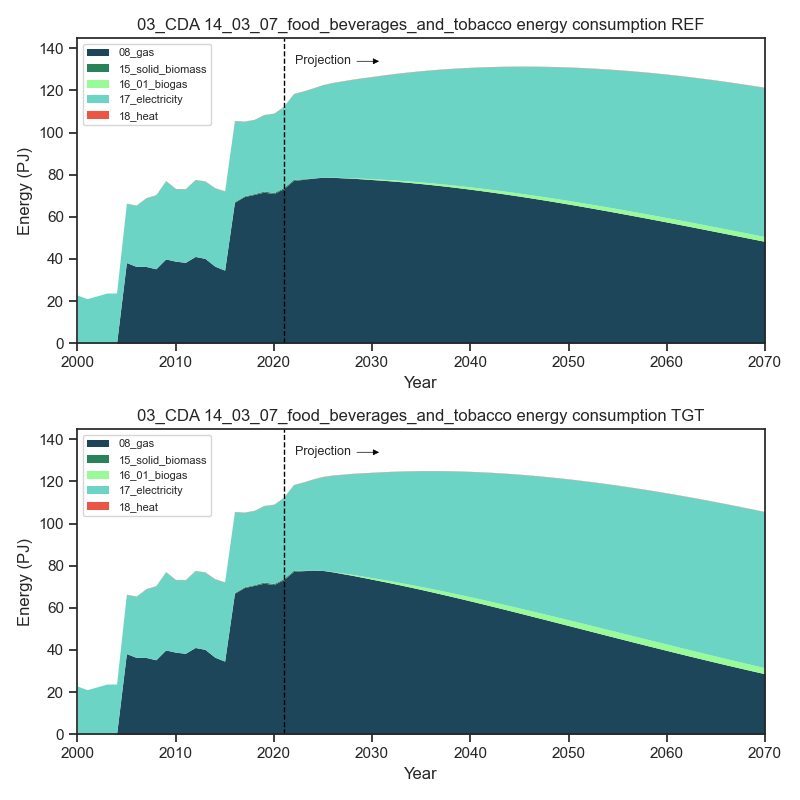 03_CDA 14_03_07_food_beverages_and_tobacco energy consumption REF
140
120
100
80
60
40
20
0
Energy (PJ)
08_gas
15_solid_biomass
16_01_biogas
17_electricity
18_heat
Projection
2000 2010 2020 2030 2040 2050 2060 2070
Year
03_CDA 14_03_07_food_beverages_and_tobacco energy consumption TGT
140
120
100
80
60
40
20
0
Energy (PJ)
08_gas
15_solid_biomass
16_01_biogas
17_electricity
18_heat
Projection
2000 2010 2020 2030 2040 2050 2060 2070
Year